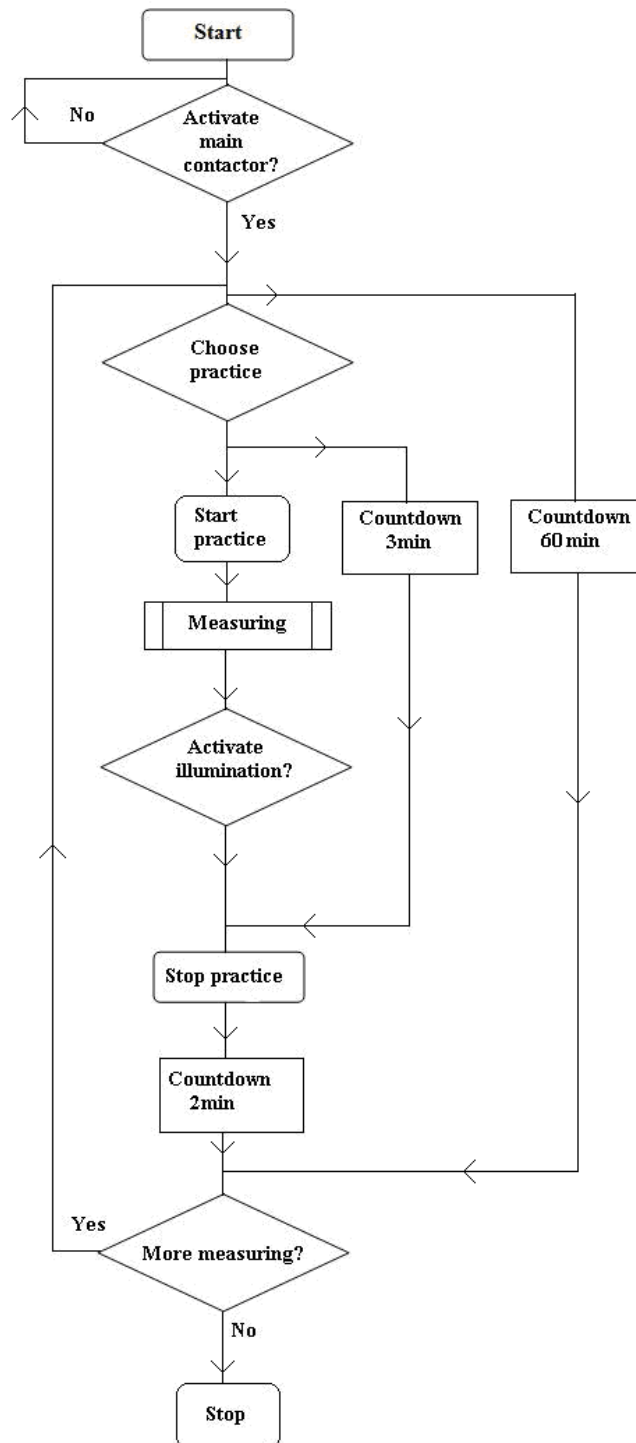 Start
No
Activate
main
contactor?
Yes
Choose
practice
Start
practice
Countdown
3min
Countdown
60 min
Measuring
Activate
illumination?
Stop practice
Countdown
2min
Yes
More measuring?
No
Stop